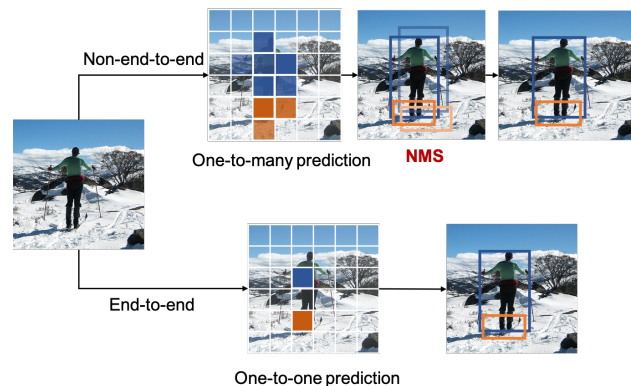 Non-end-to-end
One-to-many prediction
NMS
End-to-end
One-to-one prediction